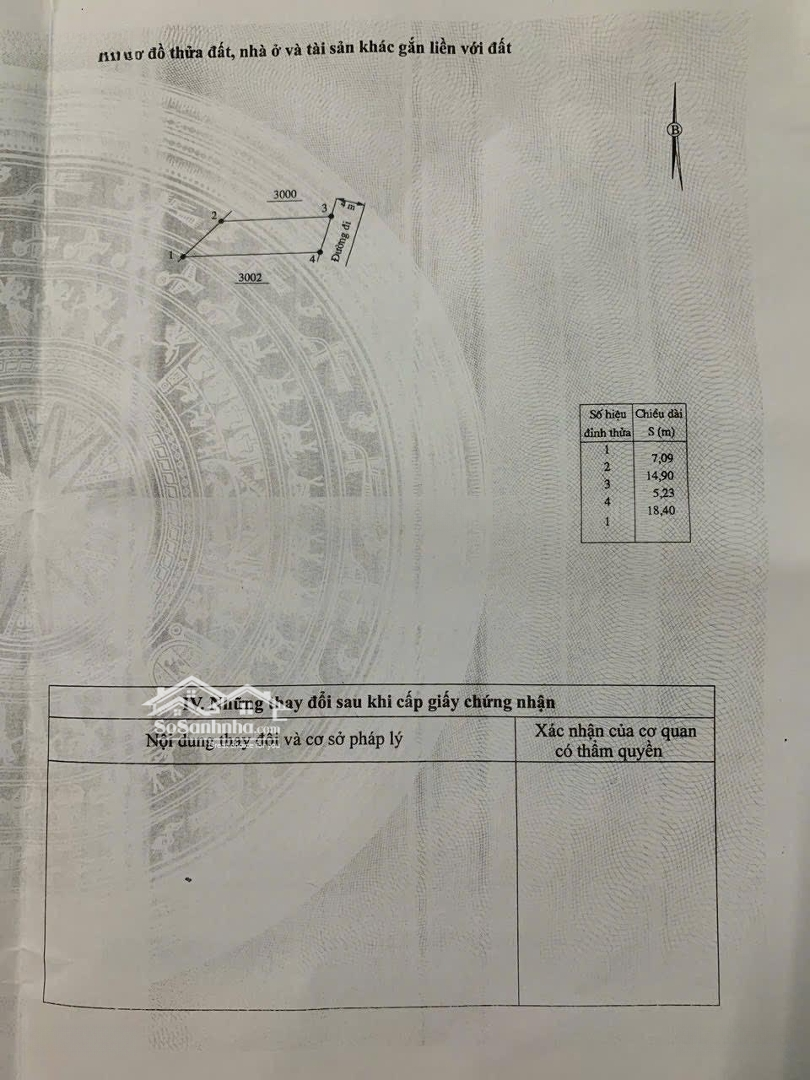 ơ đồ thửa đất, nhà ở và tài sản khác gắn liền với đất
B
3000
2
3
4 m
Đường đi
1
4
3002
Số hiệu đỉnh thửa
Chiều dài S (m)
1
7,09
2
14,90
3
5,23
4
18,40
1
IV. Những thay đổi sau khi cấp giấy chứng nhận
SoSanhnha.com
Nội dung thay đổi và cơ sở pháp lý
Xác nhận của cơ quan
có thẩm quyền